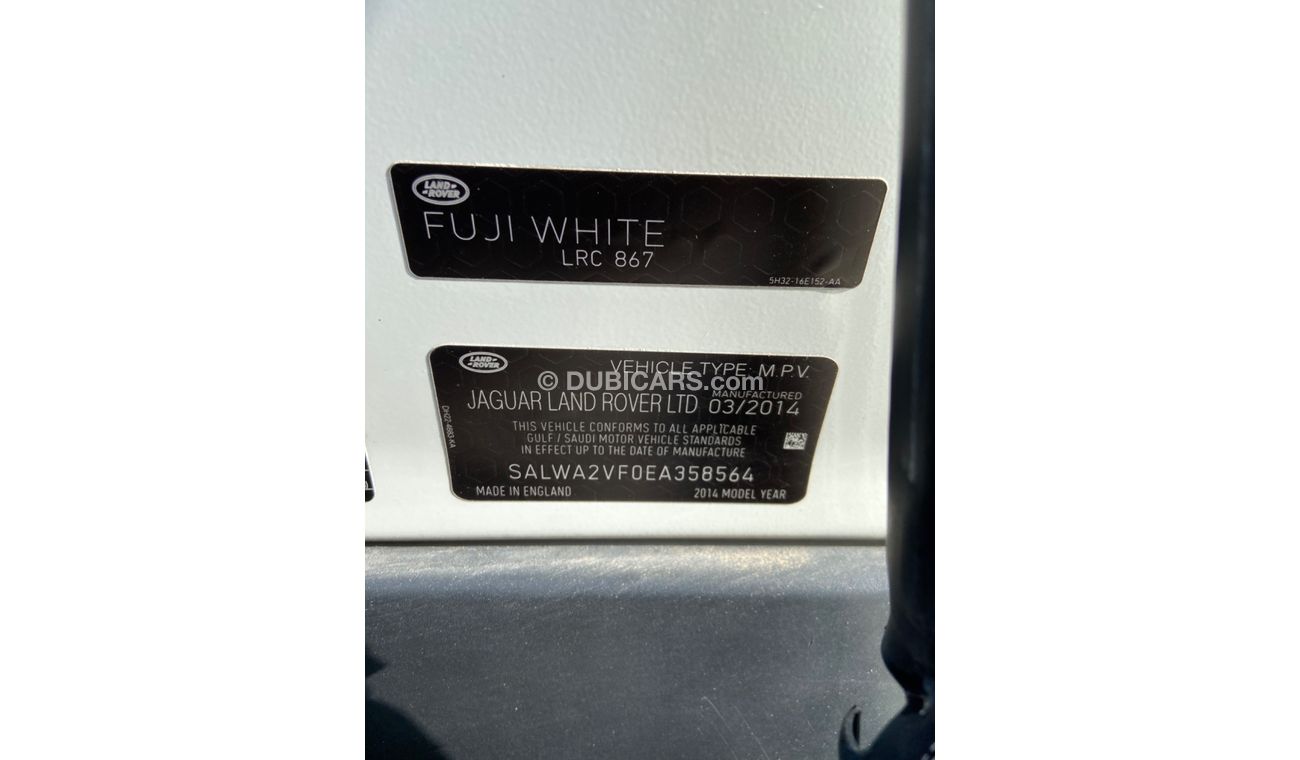 LAND ROVER
FUJI WHITE
LRC 867
5H32-16E152-AA
LAND ROVER
VEHICLE TYPE M.P.V.
© DUBICARS.com
MANUFACTURED
JAGUAR LAND ROVER LTD 03/2014
THIS VEHICLE CONFORMS TO ALL APPLICABLE
GULF / SAUDI MOTOR VEHICLE STANDARDS
IN EFFECT UP TO THE DATE OF MANUFACTURE
SALWA2VF0EA358564
MADE IN ENGLAND 2014 MODEL YEAR